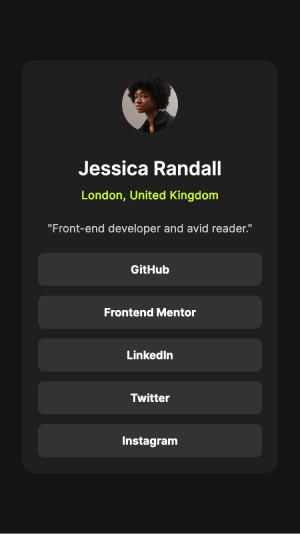 Jessica Randall
London, United Kingdom
"Front-end developer and avid reader."
GitHub
Frontend Mentor
LinkedIn
Twitter
Instagram